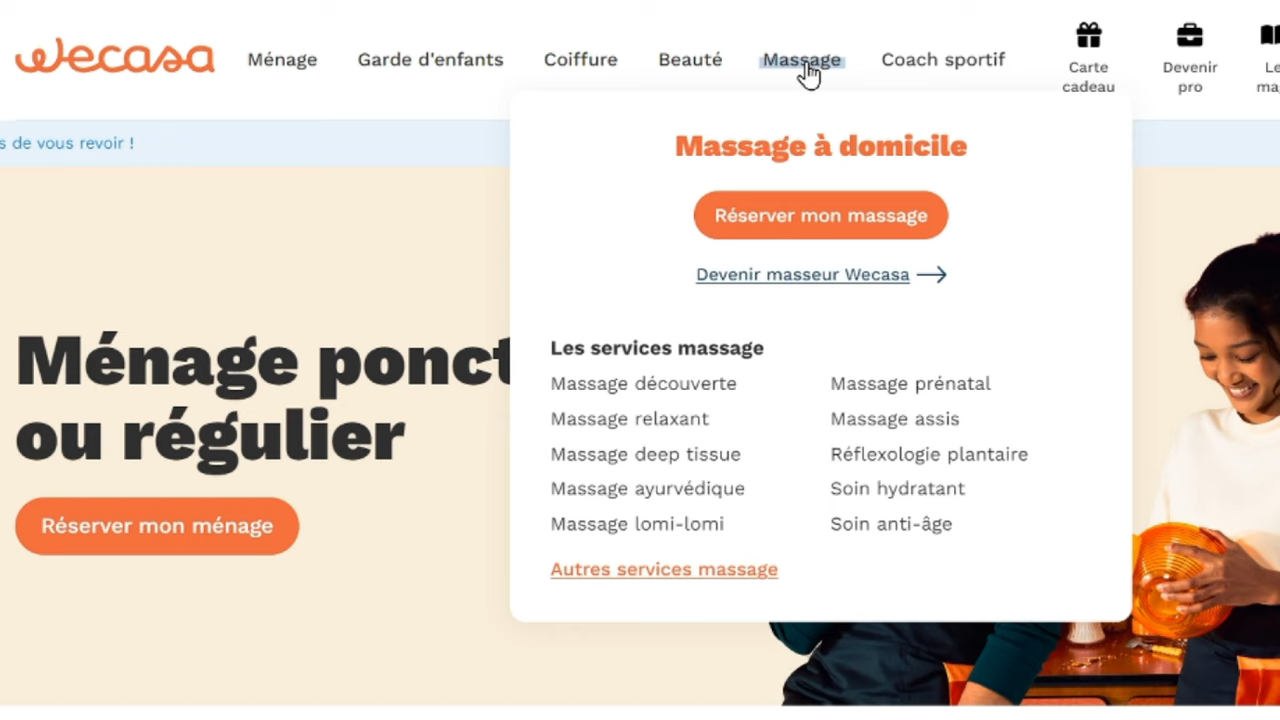 wecasa
Ménage
Garde d'enfants
Coiffure
Beauté
Massage
Coach sportif
Carte
cadeau
Devenir
pro
de vous revoir !
Massage à domicile
Réserver mon massage
Devenir masseur Wecasa
Ménage
ou régulier
Réserver mon ménage
Les services massage
Massage découverte
Massage prénatal
Massage relaxant
Massage assis
Massage deep tissue
Réflexologie plantaire
Massage ayurvédique
Soin hydratant
Massage lomi-lomi
Soin anti-âge
Autres services massage